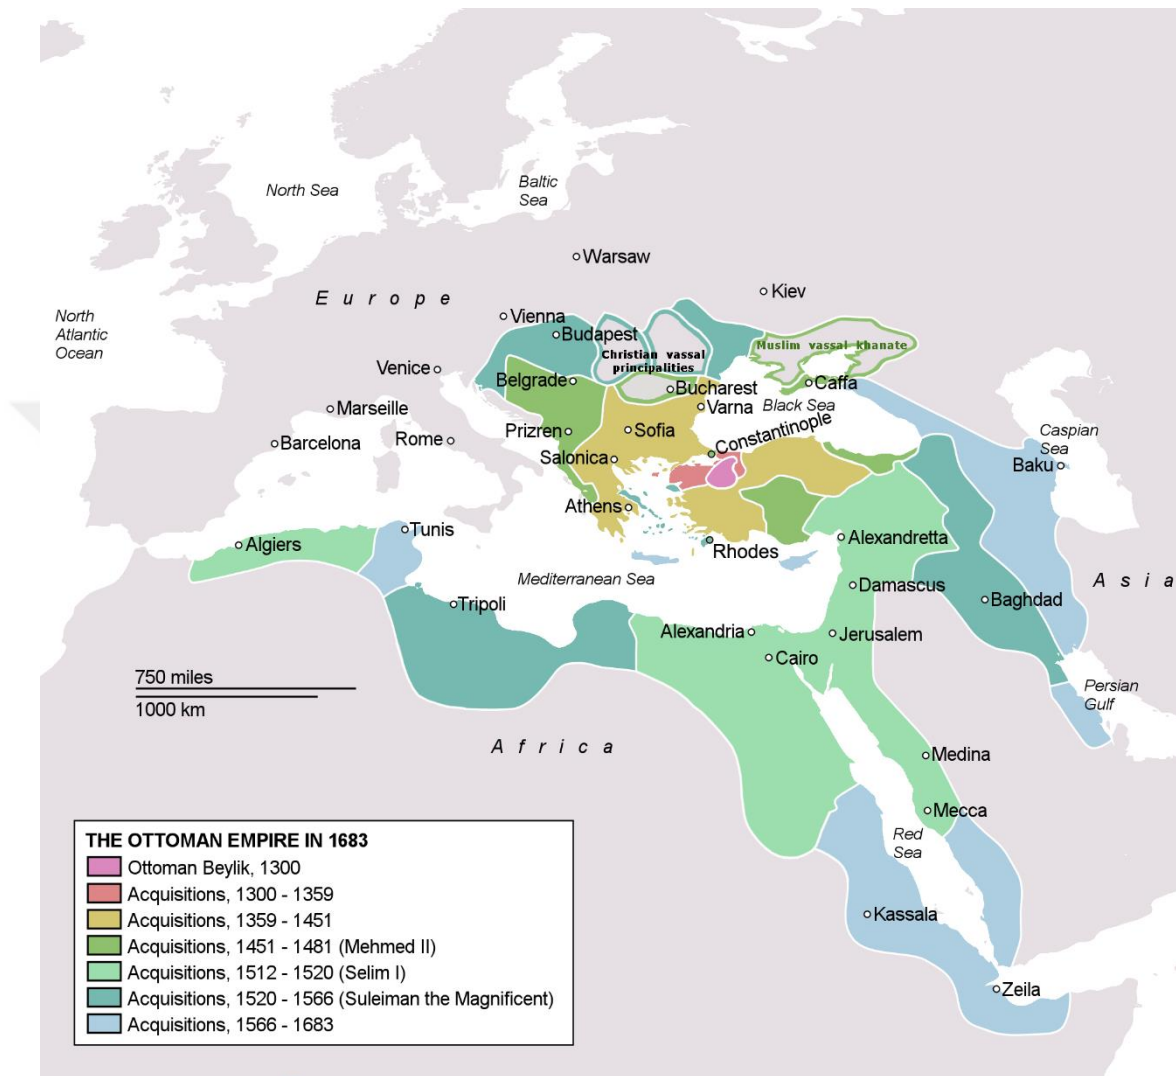 North Sea
Baltic
Sea
Warsaw
Kiev
E u r o p e
North
Atlantic
Ocean
Vienna
Budapest
Christian vassal
principalities
Muslim vassal khanate
Venice
Belgrade
Bucharest
Caffa
Marseille
Varna
Black Sea
Barcelona
Rome
Prizren
Sofia
Constantinople
Caspian
Sea
Salonica
Baku
Athens
Tunis
Algiers
Rhodes
Alexandretta
Mediterranean Sea
A s i a
Damascus
Baghdad
Tripoli
Alexandria
Jerusalem
Cairo
750 miles
1000 km
Persian
Gulf
A f r i c a
Medina
Mecca
Red
Sea
Kassala
Zeila
THE OTTOMAN EMPIRE IN 1683
Ottoman Beylik, 1300
Acquisitions, 1300 - 1359
Acquisitions, 1359 - 1451
Acquisitions, 1451 - 1481 (Mehmed II)
Acquisitions, 1512 - 1520 (Selim I)
Acquisitions, 1520 - 1566 (Suleiman the Magnificent)
Acquisitions, 1566 - 1683